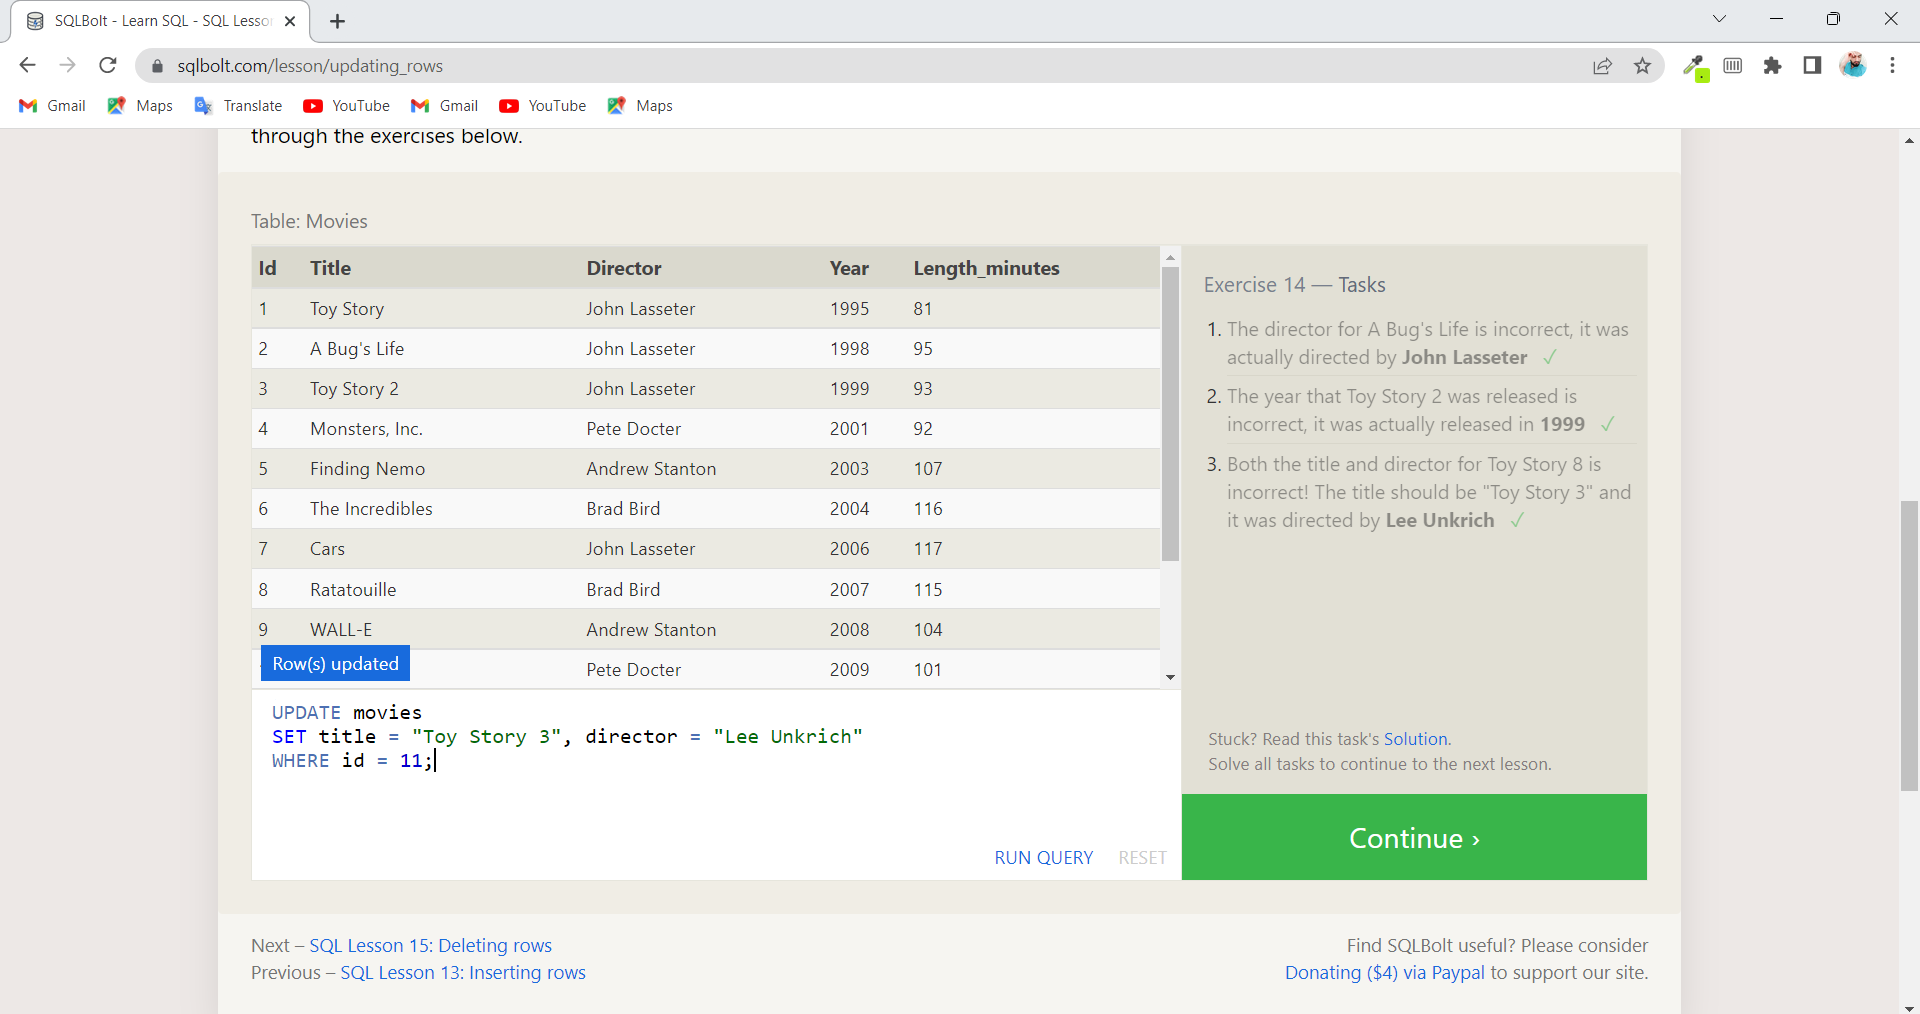 SQLBolt - Learn SQL - SQL Lesso
sqlbolt.com/lesson/updating_rows
Gmail Maps Translate YouTube Gmail YouTube Maps
through the exercises below.
Table: Movies
Id Title Director Year Length_minutes
1 Toy Story John Lasseter 1995 81
2 A Bug's Life John Lasseter 1998 95
3 Toy Story 2 John Lasseter 1999 93
4 Monsters, Inc. Pete Docter 2001 92
5 Finding Nemo Andrew Stanton 2003 107
6 The Incredibles Brad Bird 2004 116
7 Cars John Lasseter 2006 117
8 Ratatouille Brad Bird 2007 115
9 WALL-E Andrew Stanton 2008 104
Pete Docter 2009 101
Row(s) updated
UPDATE movies
SET title = "Toy Story 3", director = "Lee Unkrich"
WHERE id = 11;
RUN QUERY RESET
Exercise 14 — Tasks
1. The director for A Bug's Life is incorrect, it was
actually directed by John Lasseter ✓
2. The year that Toy Story 2 was released is
incorrect, it was actually released in 1999 ✓
3. Both the title and director for Toy Story 8 is
incorrect! The title should be "Toy Story 3" and
it was directed by Lee Unkrich ✓
Stuck? Read this task's Solution.
Solve all tasks to continue to the next lesson.
Continue ›
Next – SQL Lesson 15: Deleting rows
Previous – SQL Lesson 13: Inserting rows
Find SQLBolt useful? Please consider
Donating ($4) via Paypal to support our site.